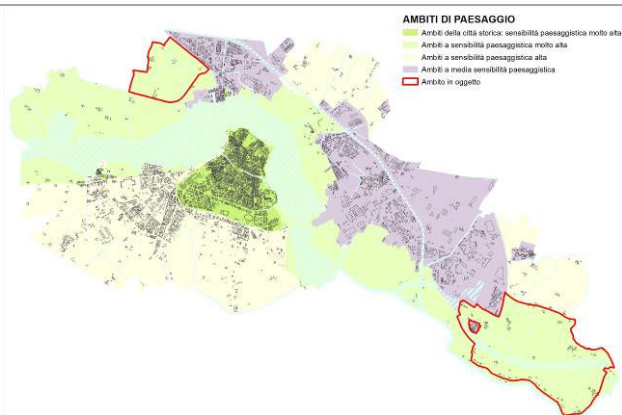 AMBITI DI PAESAGGIO
Ambiti della città storica: sensibilità paesaggistica molto alta
Ambiti a sensibilità paesaggistica molto alta
Ambiti a sensibilità paesaggistica alta
Ambiti a media sensibilità paesaggistica
Ambito in oggetto